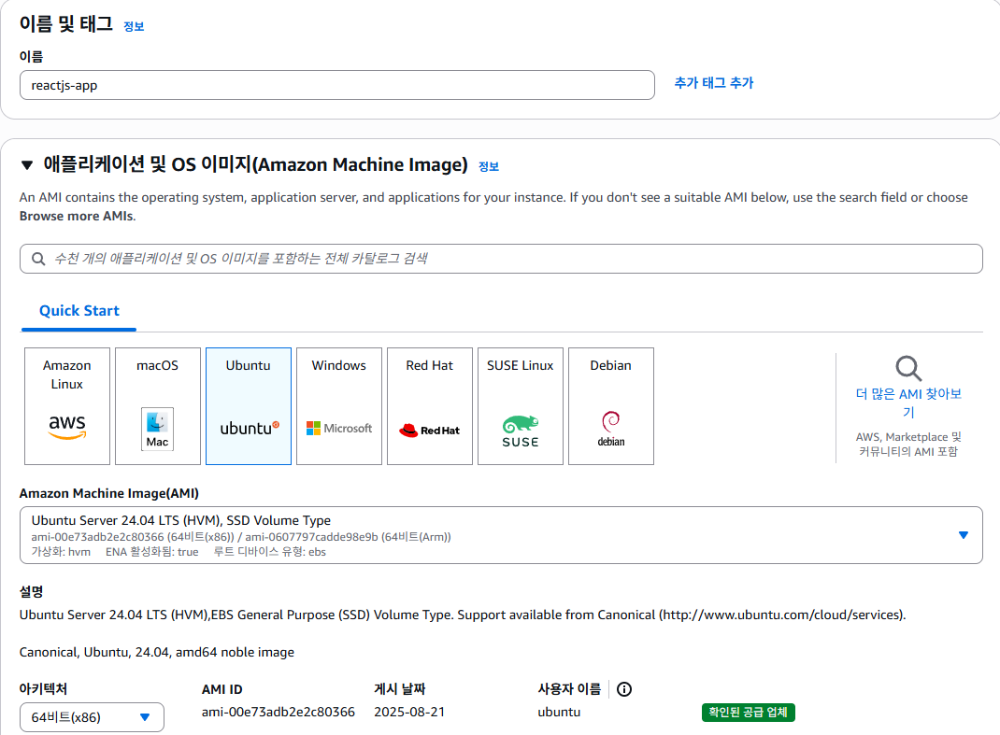 이름 및 태그 정보
이름
reactjs-app
추가 태그 추가
애플리케이션 및 OS 이미지(Amazon Machine Image) 정보
An AMI contains the operating system, application server, and applications for your instance. If you don't see a suitable AMI below, use the search field or choose
Browse more AMIs.
수천 개의 애플리케이션 및 OS 이미지를 포함하는 전체 카탈로그 검색
Quick Start
Amazon
Linux
aws
macOS
Mac
Ubuntu
ubuntu
Windows
Microsoft
Red Hat
Red Hat
SUSE Linux
SUSE
Debian
debian
더 많은 AMI 찾아보
기
AWS, Marketplace 및
커뮤니티의 AMI 포함
Amazon Machine Image(AMI)
Ubuntu Server 24.04 LTS (HVM), SSD Volume Type
ami-00e73adb2e2c80366 (64비트(x86)) / ami-0607797cadde98e9b (64비트(Arm))
가상화: hvm ENA 활성화됨: true 루트 디바이스 유형: ebs
설명
Ubuntu Server 24.04 LTS (HVM),EBS General Purpose (SSD) Volume Type. Support available from Canonical (http://www.ubuntu.com/cloud/services).
Canonical, Ubuntu, 24.04, amd64 noble image
아키텍처
64비트(x86)
AMI ID
ami-00e73adb2e2c80366
게시 날짜
2025-08-21
사용자 이름
ubuntu
확인된 공급 업체